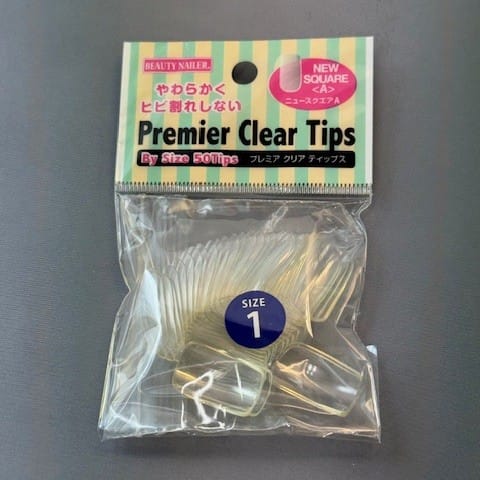 BEAUTY NAILER.
やわらかく
ヒビ割れしない
NEW
SQUARE
<A>
ニュースクエア A
Premier Clear Tips
By Size 50Tips
プレミア クリア ティップス
SIZE
1